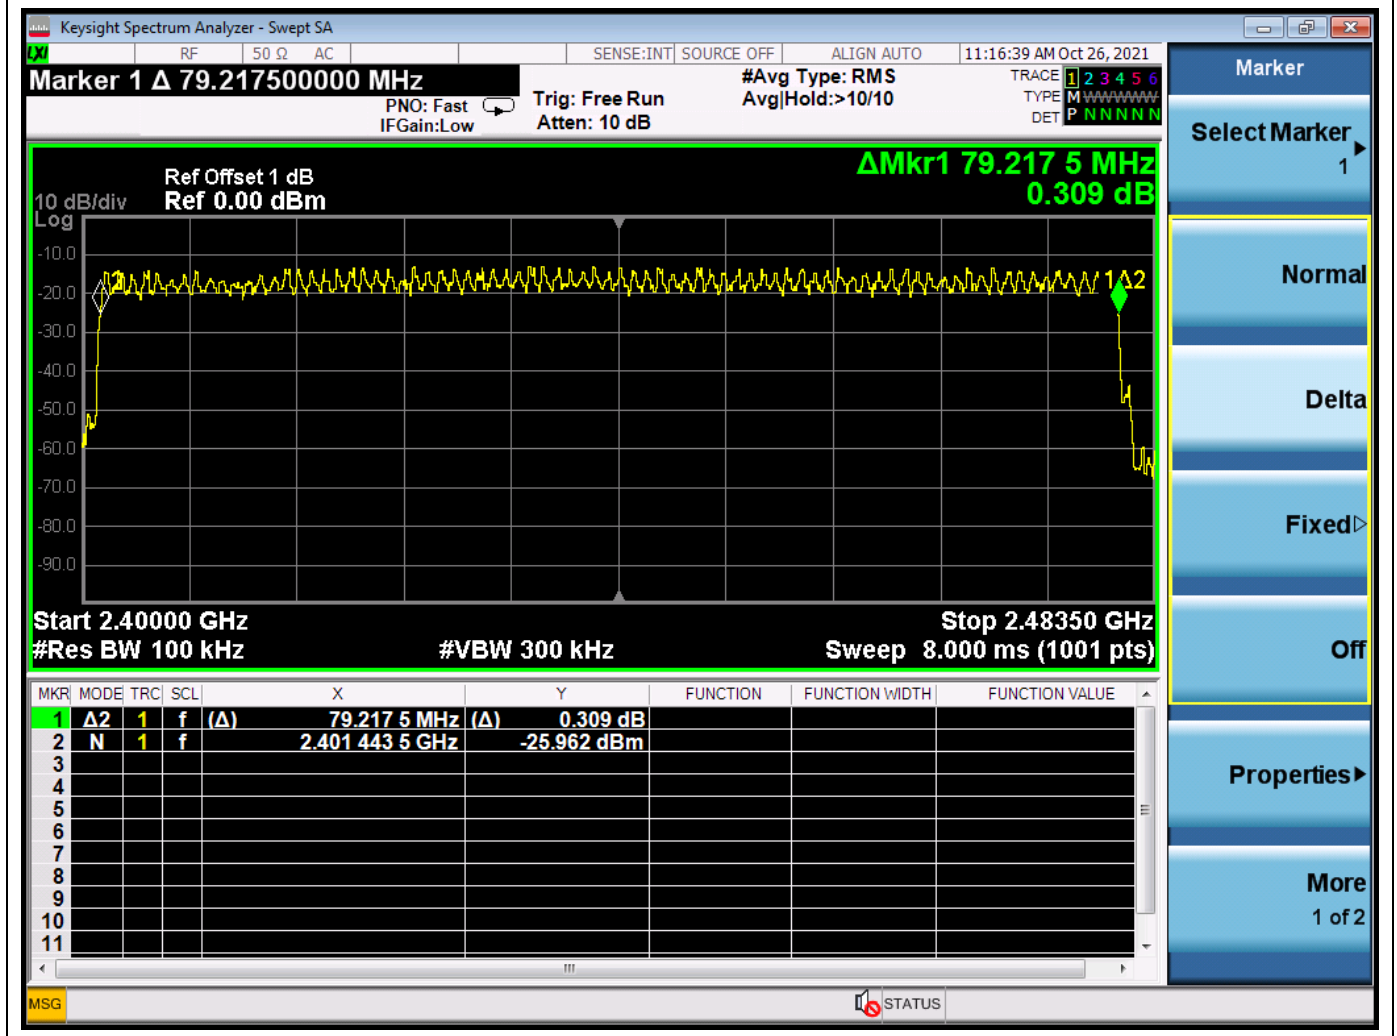 Keysight Spectrum Analyzer - Swept SA
LXI RF 50 Ω AC SENSE:INT SOURCE OFF ALIGN AUTO 11:16:39 AM Oct 26, 2021
Marker 1 Δ 79.217500000 MHz
PNO: Fast
IFGain:Low
Trig: Free Run
Atten: 10 dB
#Avg Type: RMS
Avg|Hold:>10/10
TRACE 1 2 3 4 5 6
TYPE M WWWWW
DET P N N N N N
ΔMkr1 79.217 5 MHz
0.309 dB
Ref Offset 1 dB
10 dB/div Ref 0.00 dBm
Log
-10.0
-20.0
-30.0
-40.0
-50.0
-60.0
-70.0
-80.0
-90.0
2
1Δ2
Start 2.40000 GHz Stop 2.48350 GHz
#Res BW 100 kHz #VBW 300 kHz Sweep 8.000 ms (1001 pts)
MKR MODE TRC SCL X Y FUNCTION FUNCTION WIDTH FUNCTION VALUE
1 Δ2 1 f (Δ) 79.217 5 MHz (Δ) 0.309 dB
2 N 1 f 2.401 443 5 GHz -25.962 dBm
3
4
5
6
7
8
9
10
11
MSG STATUS
Marker
Select Marker
1
Normal
Delta
Fixed
Off
Properties
More
1 of 2